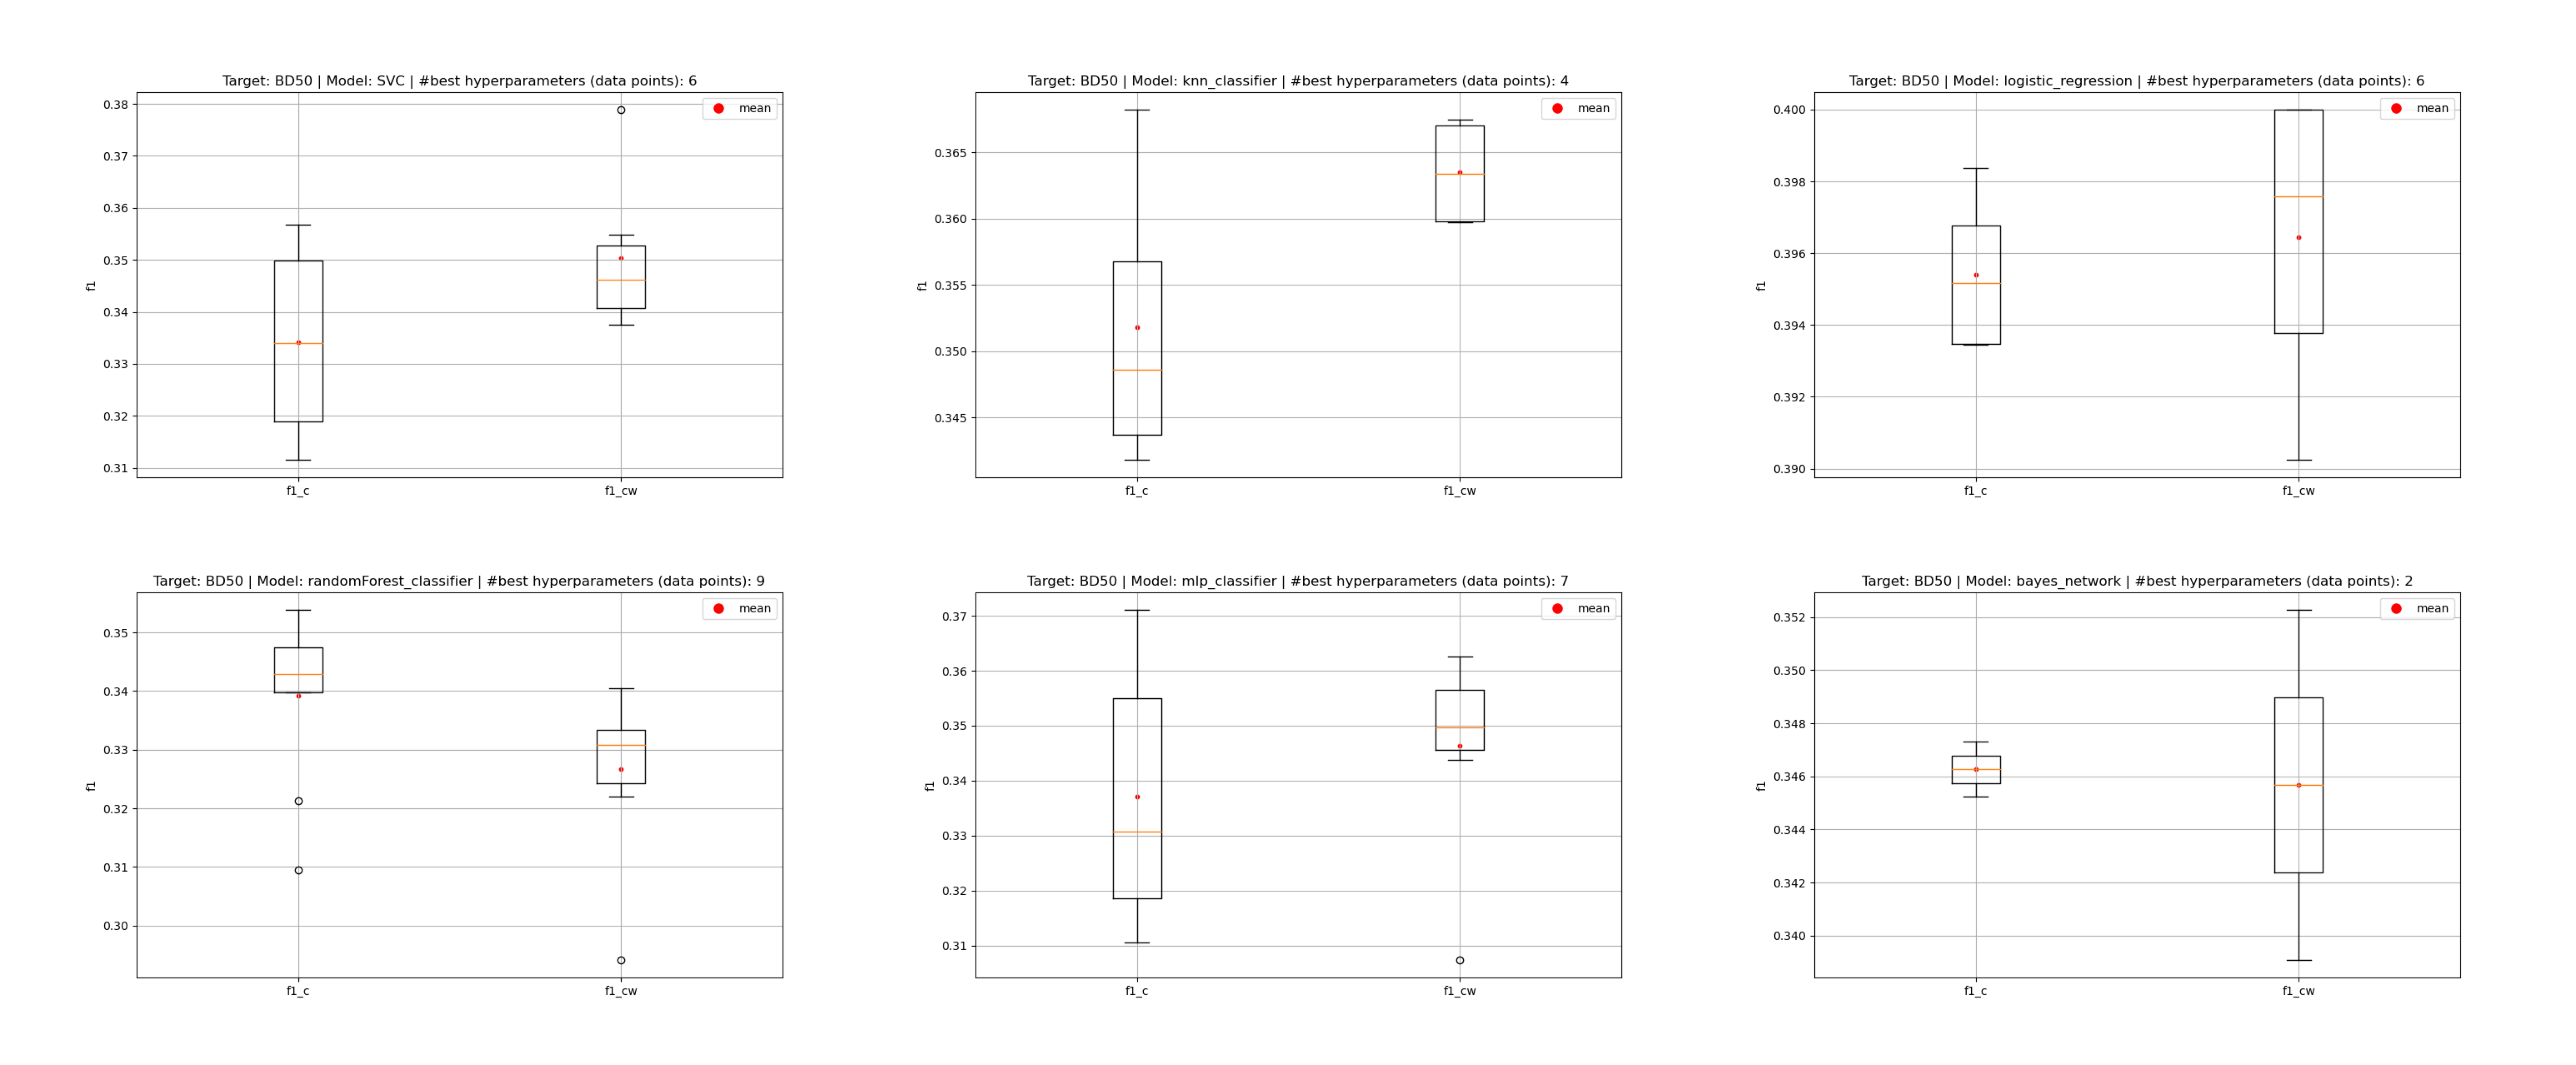 Target: BD50 | Model: SVC | #best hyperparameters (data points): 6
mean
0.38
0.37
0.36
0.35
0.34
0.33
0.32
0.31
f1
f1_c
f1_cw
Target: BD50 | Model: knn_classifier | #best hyperparameters (data points): 4
mean
0.365
0.360
0.355
0.350
0.345
f1
f1_c
f1_cw
Target: BD50 | Model: logistic_regression | #best hyperparameters (data points): 6
mean
0.400
0.398
0.396
0.394
0.392
0.390
f1
f1_c
f1_cw
Target: BD50 | Model: randomForest_classifier | #best hyperparameters (data points): 9
mean
0.35
0.34
0.33
0.32
0.31
0.30
f1
f1_c
f1_cw
Target: BD50 | Model: mlp_classifier | #best hyperparameters (data points): 7
mean
0.37
0.36
0.35
0.34
0.33
0.32
0.31
f1
f1_c
f1_cw
Target: BD50 | Model: bayes_network | #best hyperparameters (data points): 2
mean
0.352
0.350
0.348
0.346
0.344
0.342
0.340
f1
f1_c
f1_cw